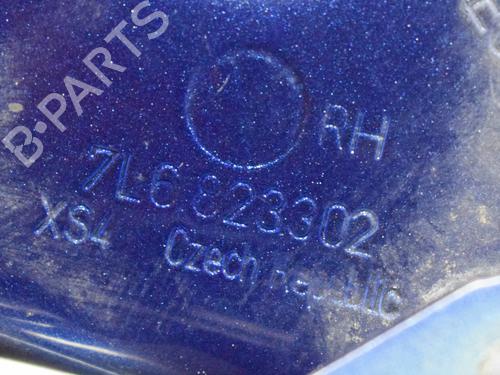 B-PARTS
RH
7L6 823302
XS4 Czech republic